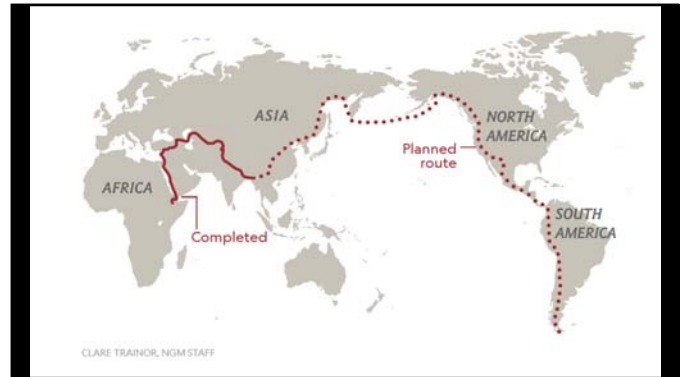 ASIA
NORTH
AMERICA
Planned
route
AFRICA
SOUTH
AMERICA
Completed
CLARE TRAINOR, NGM STAFF